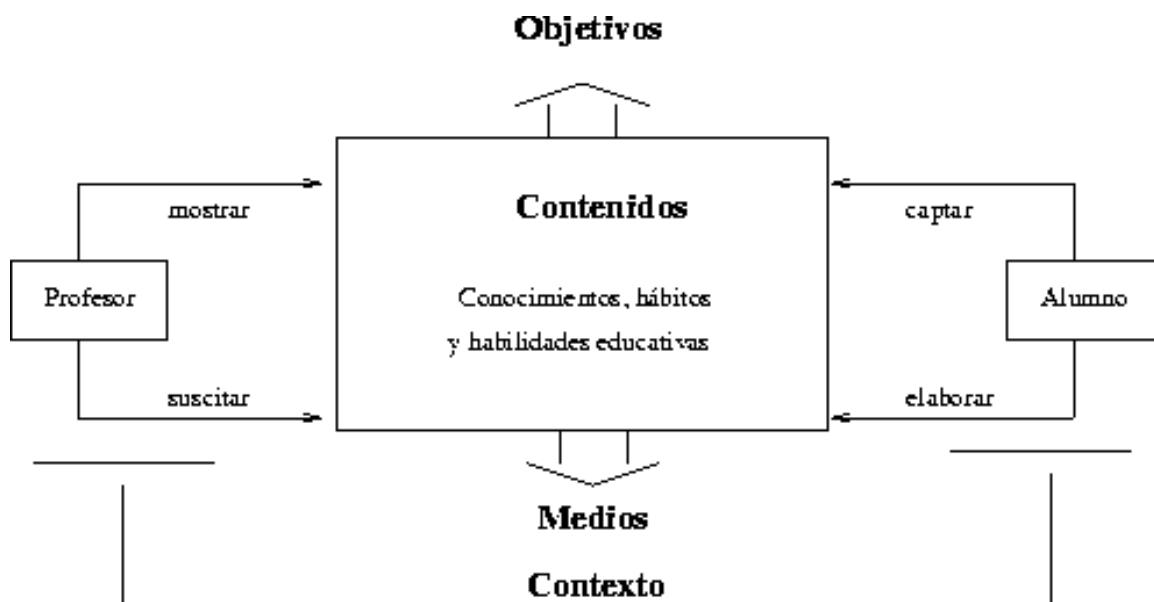 Objetivos
mostrar
Contenidos
captar
Profesor
Conocimientos, hábitos
y habilidades educativas
Alumno
suscitar
elaborar
Medios
Contexto